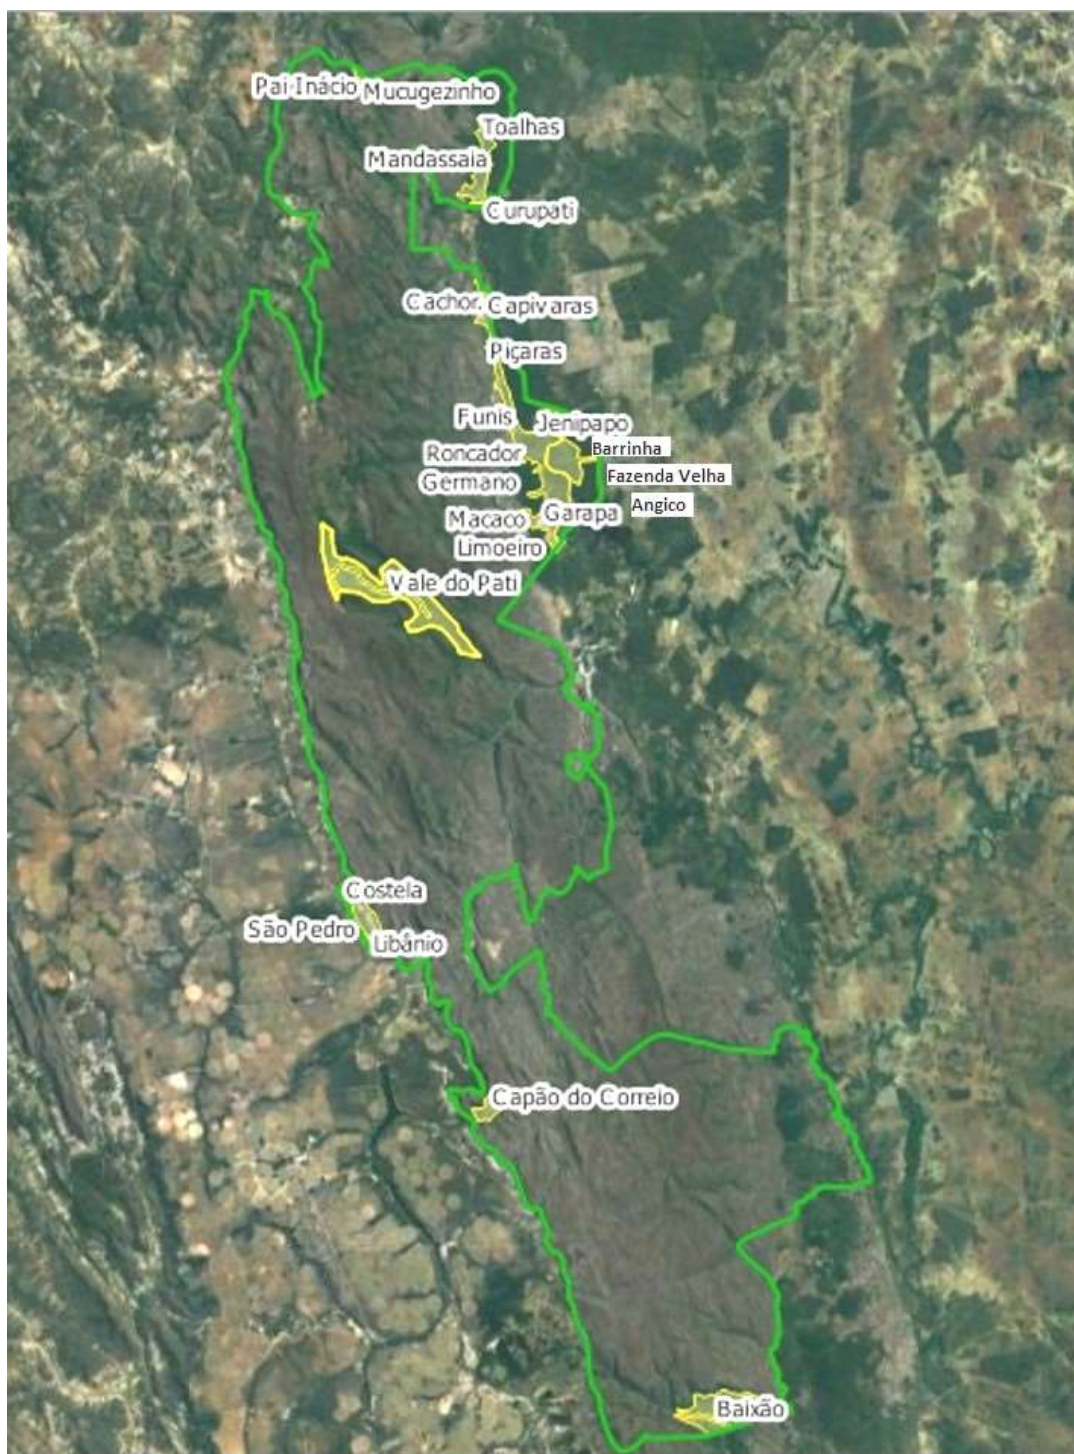 Pai Inácio
Mucugezinho
Toalhas
Mandassaia
Curupati
Cachor.
Capivaras
Piçaras
Funis
Jenipapo
Barrinha
Roncador
Fazenda Velha
Germano
Angico
Garapa
Macaco
Limoeiro
Vale do Pati
Costela
São Pedro
Libânio
Capão do Correio
Baixão